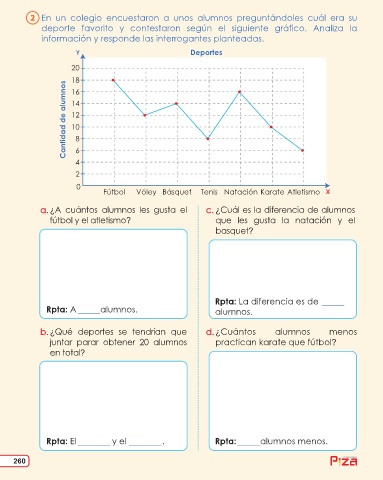 2 En un colegio encuestaron a unos alumnos preguntándoles cuál era su
deporte favorito y contestaron según el siguiente gráfico. Analiza la
información y responde las interrogantes planteadas.
Deportes
Y
Cantidad de alumnos
20
18
16
14
12
10
8
6
4
2
0
Fútbol Vóley Básquet Tenis Natación Karate Atletismo X
a. ¿A cuántos alumnos les gusta el
fútbol y el atletismo?
Rpta: A _____ alumnos.
c. ¿Cuál es la diferencia de alumnos
que les gusta la natación y el
basquet?
Rpta: La diferencia es de _____
alumnos.
b. ¿Qué deportes se tendrían que
juntar parar obtener 20 alumnos
en total?
Rpta: El _______ y el _______ .
d. ¿Cuántos alumnos menos
practican karate que fútbol?
Rpta: _____ alumnos menos.
260